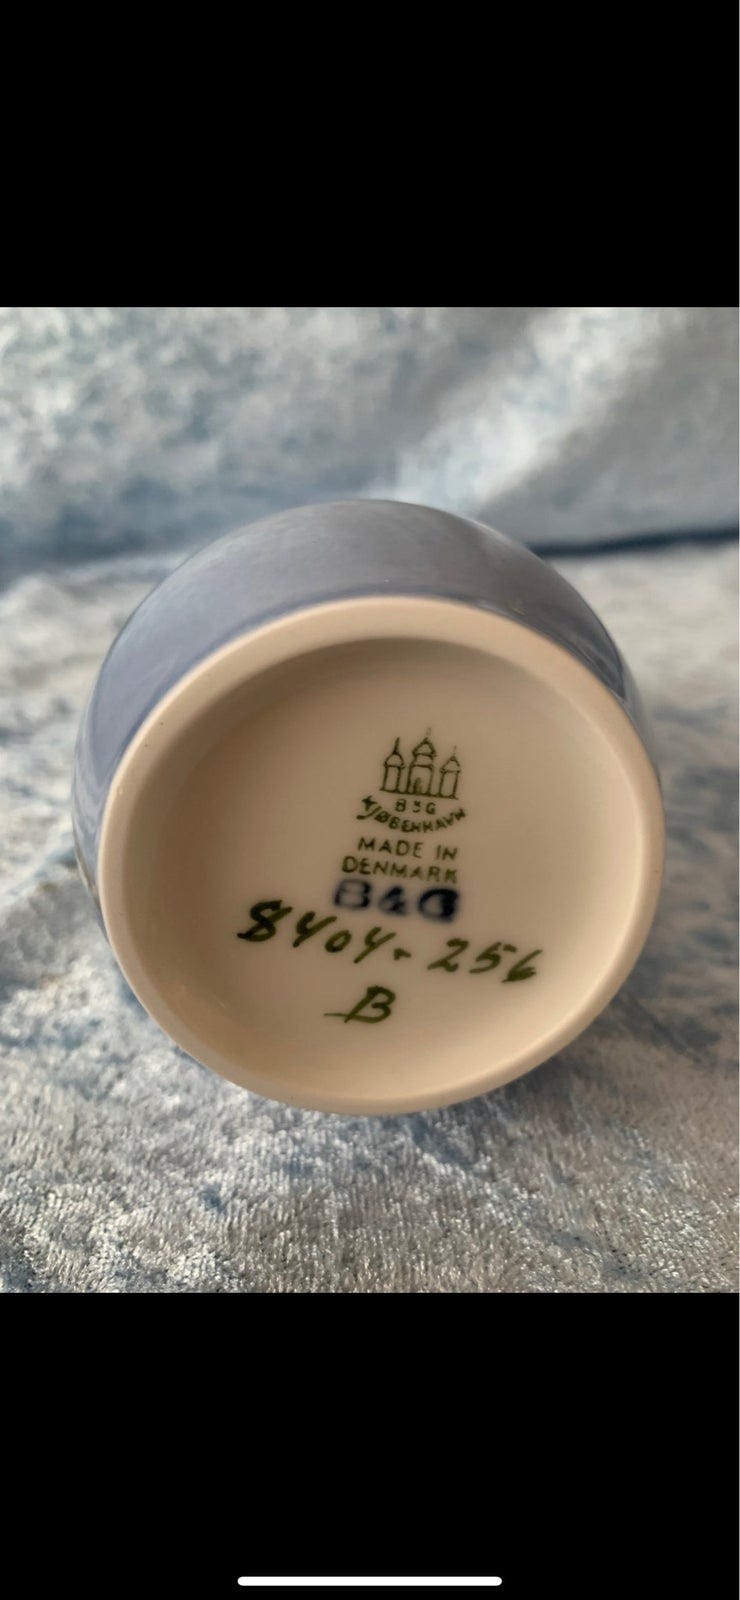 B&G
KJØBENHAVN
MADE IN
DENMARK
B&G
8404-256
B